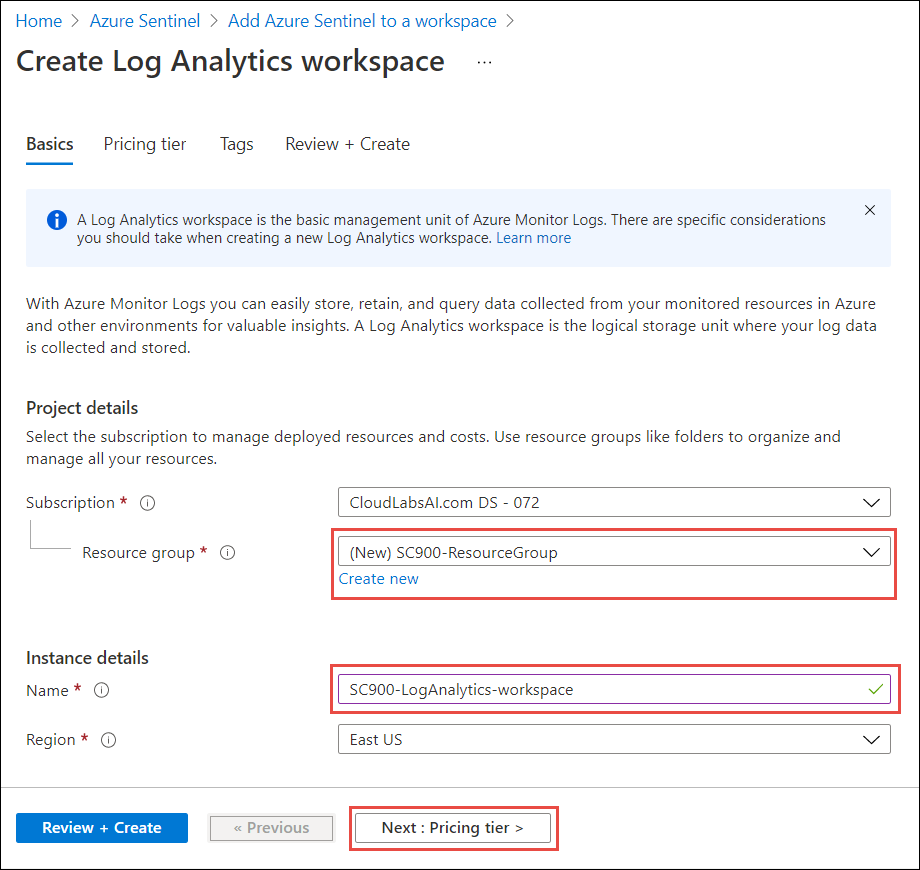 Home > Azure Sentinel > Add Azure Sentinel to a workspace >
Create Log Analytics workspace ...
Basics Pricing tier Tags Review + Create
A Log Analytics workspace is the basic management unit of Azure Monitor Logs. There are specific considerations
you should take when creating a new Log Analytics workspace. Learn more
With Azure Monitor Logs you can easily store, retain, and query data collected from your monitored resources in Azure
and other environments for valuable insights. A Log Analytics workspace is the logical storage unit where your log data
is collected and stored.
Project details
Select the subscription to manage deployed resources and costs. Use resource groups like folders to organize and
manage all your resources.
Subscription * CloudLabsAI.com DS - 072
Resource group * (New) SC900-ResourceGroup
Create new
Instance details
Name * SC900-LogAnalytics-workspace
Region * East US
Review + Create « Previous Next : Pricing tier >